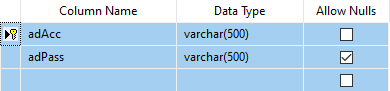 Column Name Data Type Allow Nulls
adAcc varchar(500)
adPass varchar(500)